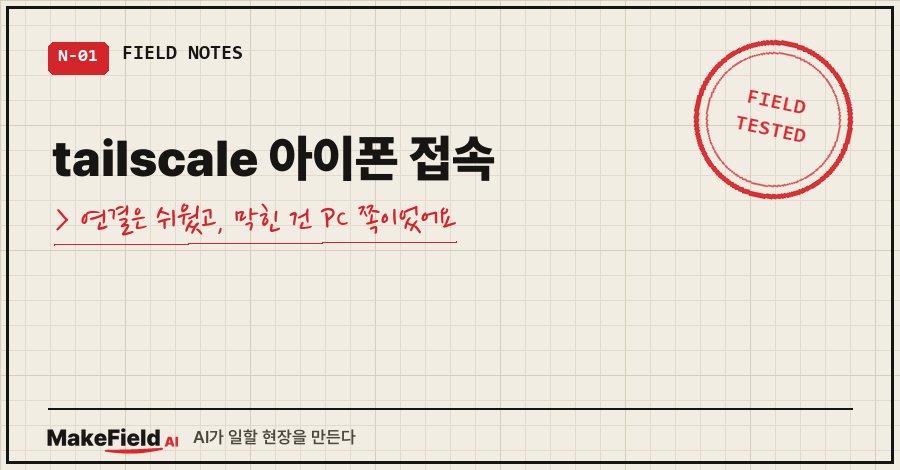 N-01 FIELD NOTES
FIELD
TESTED
tailscale 아이폰 접속
> 연결은 쉬웠고, 막힌 건 PC 쪽이었어요
MakeField AI AI가 일할 현장을 만든다